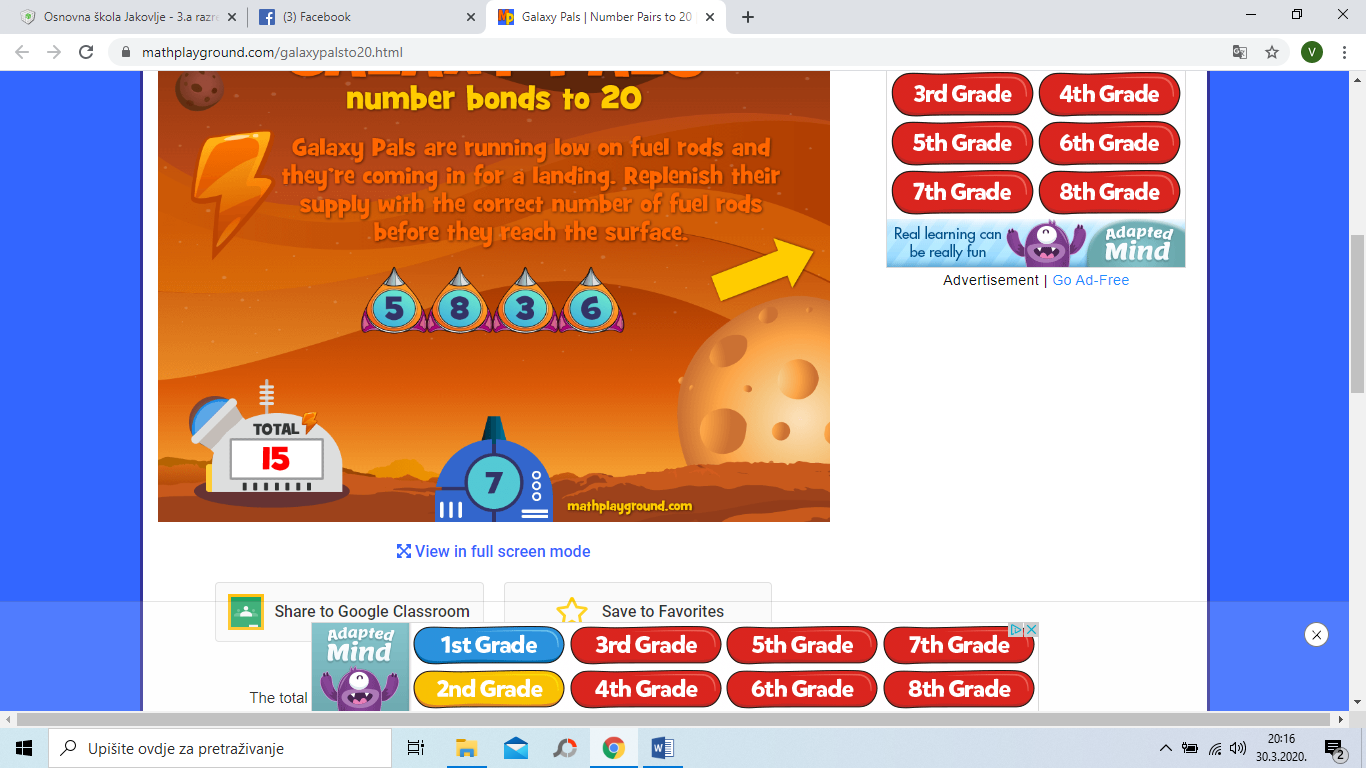 Osnovna škola Jakovlje - 3.a razre
(3) Facebook
Galaxy Pals | Number Pairs to 20
mathplayground.com/galaxypalsto20.html
V
number bonds to 20
Galaxy Pals are running low on fuel rods and
they're coming in for a landing. Replenish their
supply with the correct number of fuel rods
before they reach the surface.
5 8 3 6
TOTAL
15
7
mathplayground.com
3rd Grade 4th Grade
5th Grade 6th Grade
7th Grade 8th Grade
Real learning can
be really fun
Adapted
Mind
Advertisement | Go Ad-Free
View in full screen mode
Share to Google Classroom
Save to Favorites
The total
Adapted
Mind
1st Grade 3rd Grade 5th Grade 7th Grade
2nd Grade 4th Grade 6th Grade 8th Grade
Upišite ovdje za pretraživanje
20:16
30.3.2020.
2